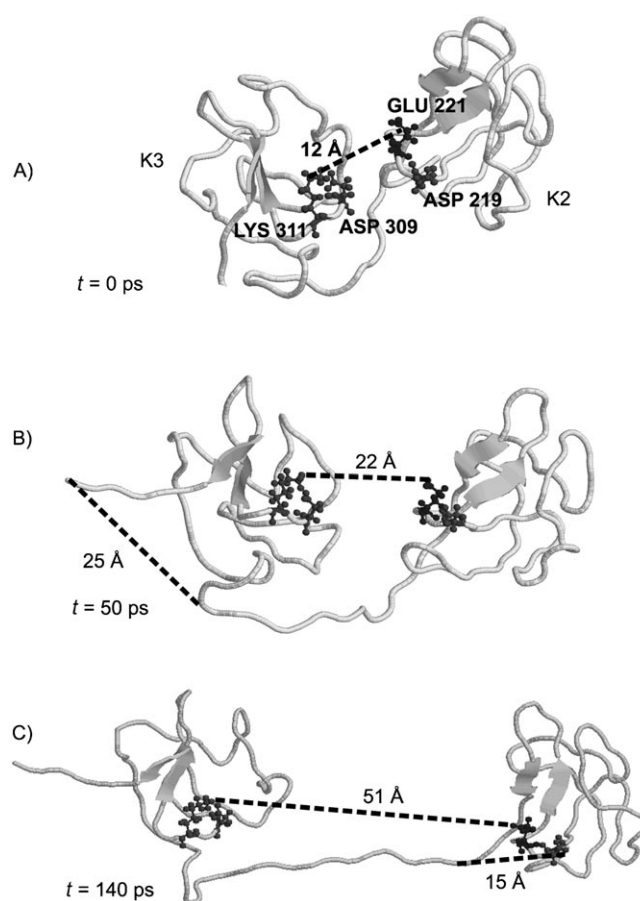 A)
K3
12 Å
GLU 221
LYS 311
ASP 309
ASP 219
K2
t = 0 ps
B)
22 Å
25 Å
t = 50 ps
C)
51 Å
15 Å
t = 140 ps